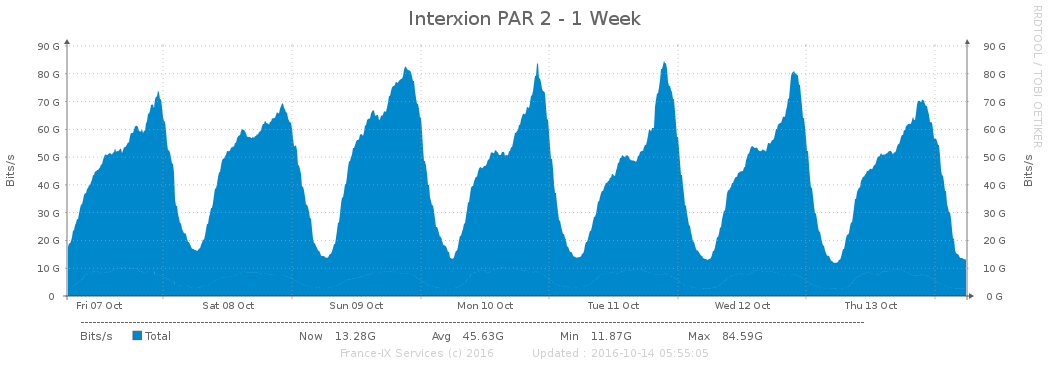 Interxion PAR 2 - 1 Week
RRDTOOL / TOBI OETIKER
Bits/s
90 G
80 G
70 G
60 G
50 G
40 G
30 G
20 G
10 G
0
90 G
80 G
70 G
60 G
50 G
40 G
30 G
20 G
10 G
0 G
Bits/s
Fri 07 Oct Sat 08 Oct Sun 09 Oct Mon 10 Oct Tue 11 Oct Wed 12 Oct Thu 13 Oct
Bits/s Total Now 13.28G Avg 45.63G Min 11.87G Max 84.59G
France-IX Services (c) 2016 Updated : 2016-10-14 05:55:05